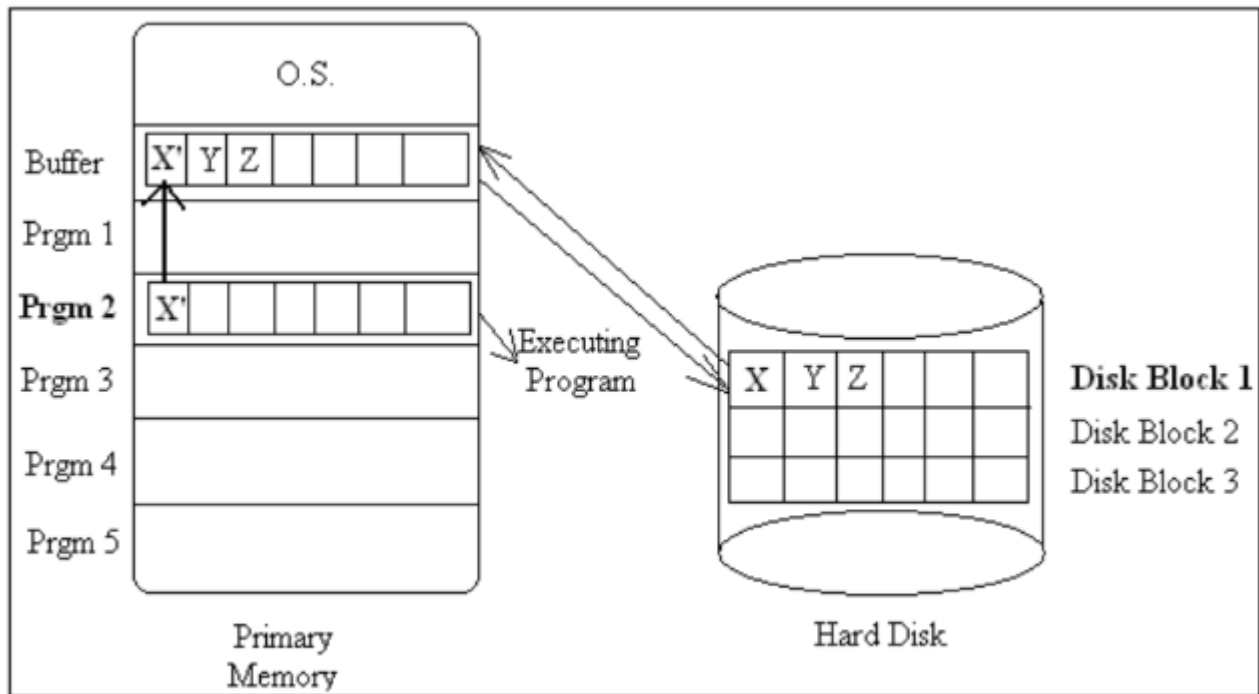 O.S.
Buffer
X' Y Z
Prgm 1
Prgm 2
X'
Executing
Program
Prgm 3
Prgm 4
Prgm 5
X Y Z
Disk Block 1
Disk Block 2
Disk Block 3
Primary
Memory
Hard Disk